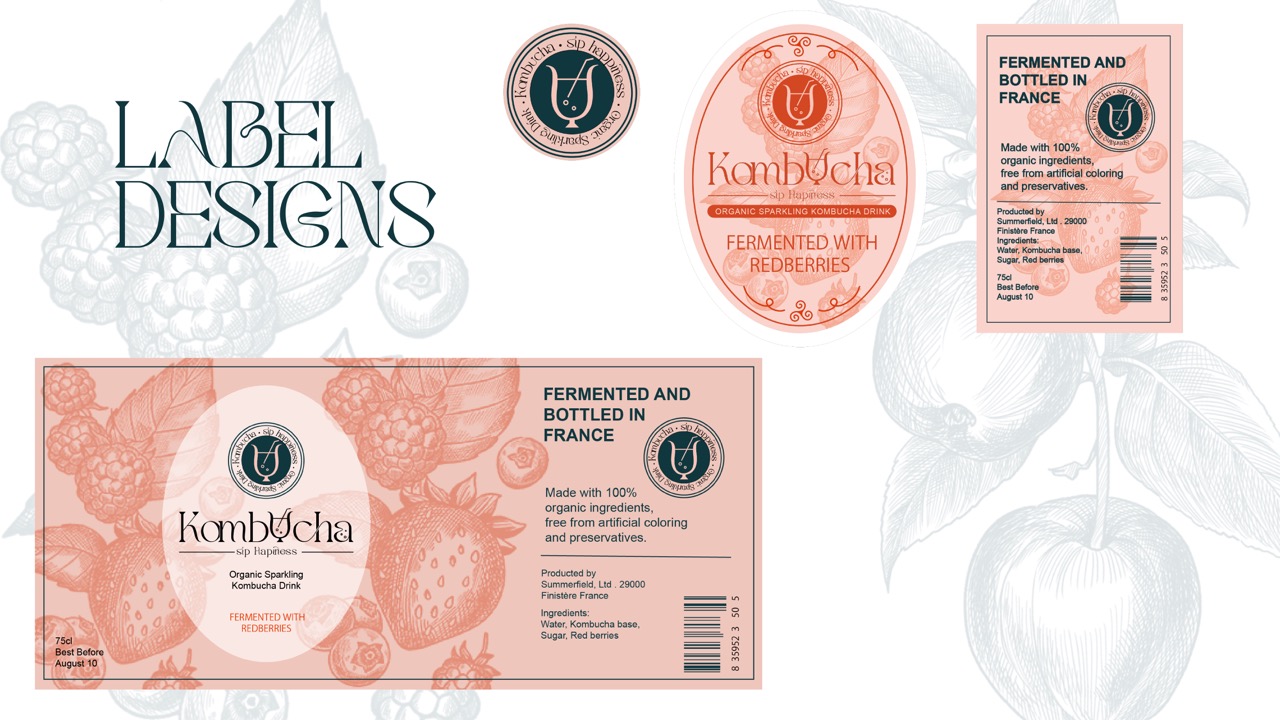 LABEL
DESIGNS
Kombucha • sip happiness • Organic Sparkling Drink •
Kombucha • sip happiness • Organic Sparkling Drink •
Kombucha
sip Hapiness
ORGANIC SPARKLING KOMBUCHA DRINK
FERMENTED WITH
REDBERRIES
FERMENTED AND
BOTTLED IN
FRANCE
Kombucha • sip happiness • Organic Sparkling Drink •
Made with 100%
organic ingredients,
free from artificial coloring
and preservatives.
Producted by
Summerfield, Ltd . 29000
Finistère France
Ingredients:
Water, Kombucha base,
Sugar, Red berries
75cl
Best Before
August 10
8 35952 3 50 5
Kombucha • sip happiness • Organic Sparkling Drink •
Kombucha
sip Hapiness
Organic Sparkling
Kombucha Drink
FERMENTED WITH
REDBERRIES
75cl
Best Before
August 10
FERMENTED AND
BOTTLED IN
FRANCE
Kombucha • sip happiness • Organic Sparkling Drink •
Made with 100%
organic ingredients,
free from artificial coloring
and preservatives.
Producted by
Summerfield, Ltd . 29000
Finistère France
Ingredients:
Water, Kombucha base,
Sugar, Red berries
8 35952 3 50 5